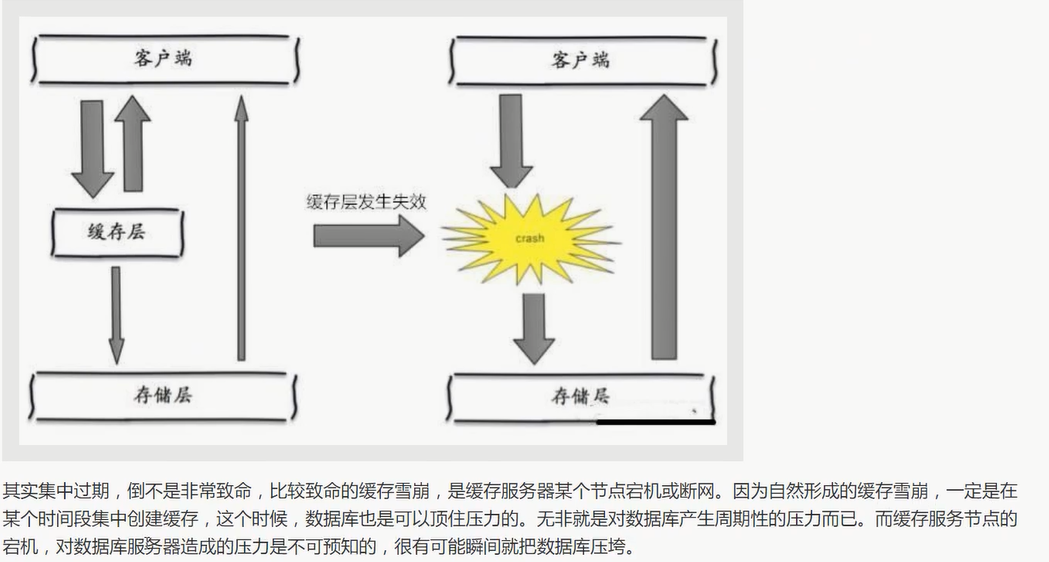 客户端
客户端
缓存层发生失效
缓存层
crash
存储层
存储层
其实集中过期，倒不是非常致命，比较致命的缓存雪崩，是缓存服务器某个节点宕机或断网。因为自然形成的缓存雪崩，一定是在
某个时间段集中创建缓存，这个时候，数据库也是可以顶住压力的。无非就是对数据库产生周期性的压力而已。而缓存服务节点的
宕机，对数据库服务器造成的压力是不可预知的，很有可能瞬间就把数据库压垮。